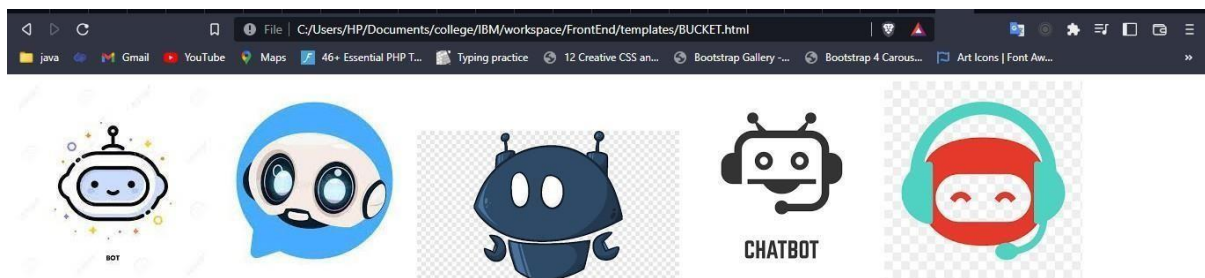 File | C:/Users/HP/Documents/college/IBM/workspace/FrontEnd/templates/BUCKET.html
java Gmail YouTube Maps 46+ Essential PHP T... Typing practice 12 Creative CSS an... Bootstrap Gallery -... Bootstrap 4 Carous... Art Icons | Font Aw... »
BOT
CHATBOT